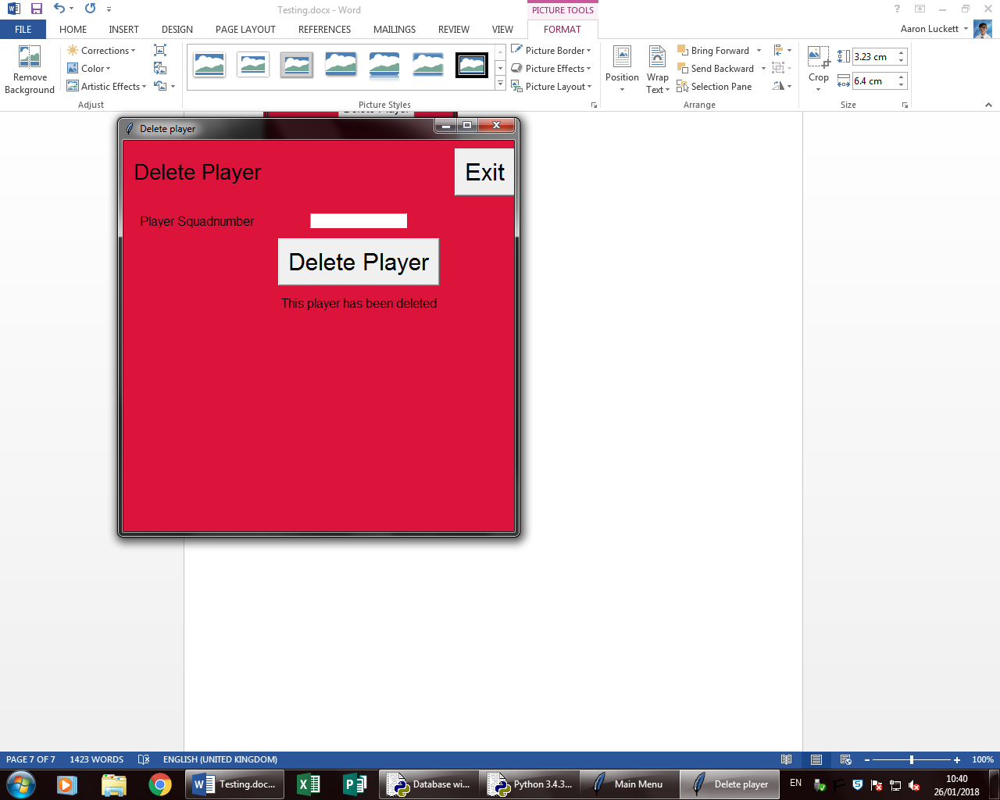 Testing.docx - Word
PICTURE TOOLS
FILE HOME INSERT DESIGN PAGE LAYOUT REFERENCES MAILINGS REVIEW VIEW FORMAT
Aaron Luckett
Remove Background
Corrections
Color
Artistic Effects
Adjust
Picture Styles
Picture Border
Picture Effects
Picture Layout
Position
Wrap Text
Bring Forward
Send Backward
Selection Pane
Arrange
Crop
3.23 cm
6.4 cm
Size
Delete Player
Delete player
Delete Player
Exit
Player Squadnumber
Delete Player
This player has been deleted
PAGE 7 OF 7 1423 WORDS ENGLISH (UNITED KINGDOM) 100%
Testing.doc... Database wi... Python 3.4.3... Main Menu Delete player EN 10:40
26/01/2018